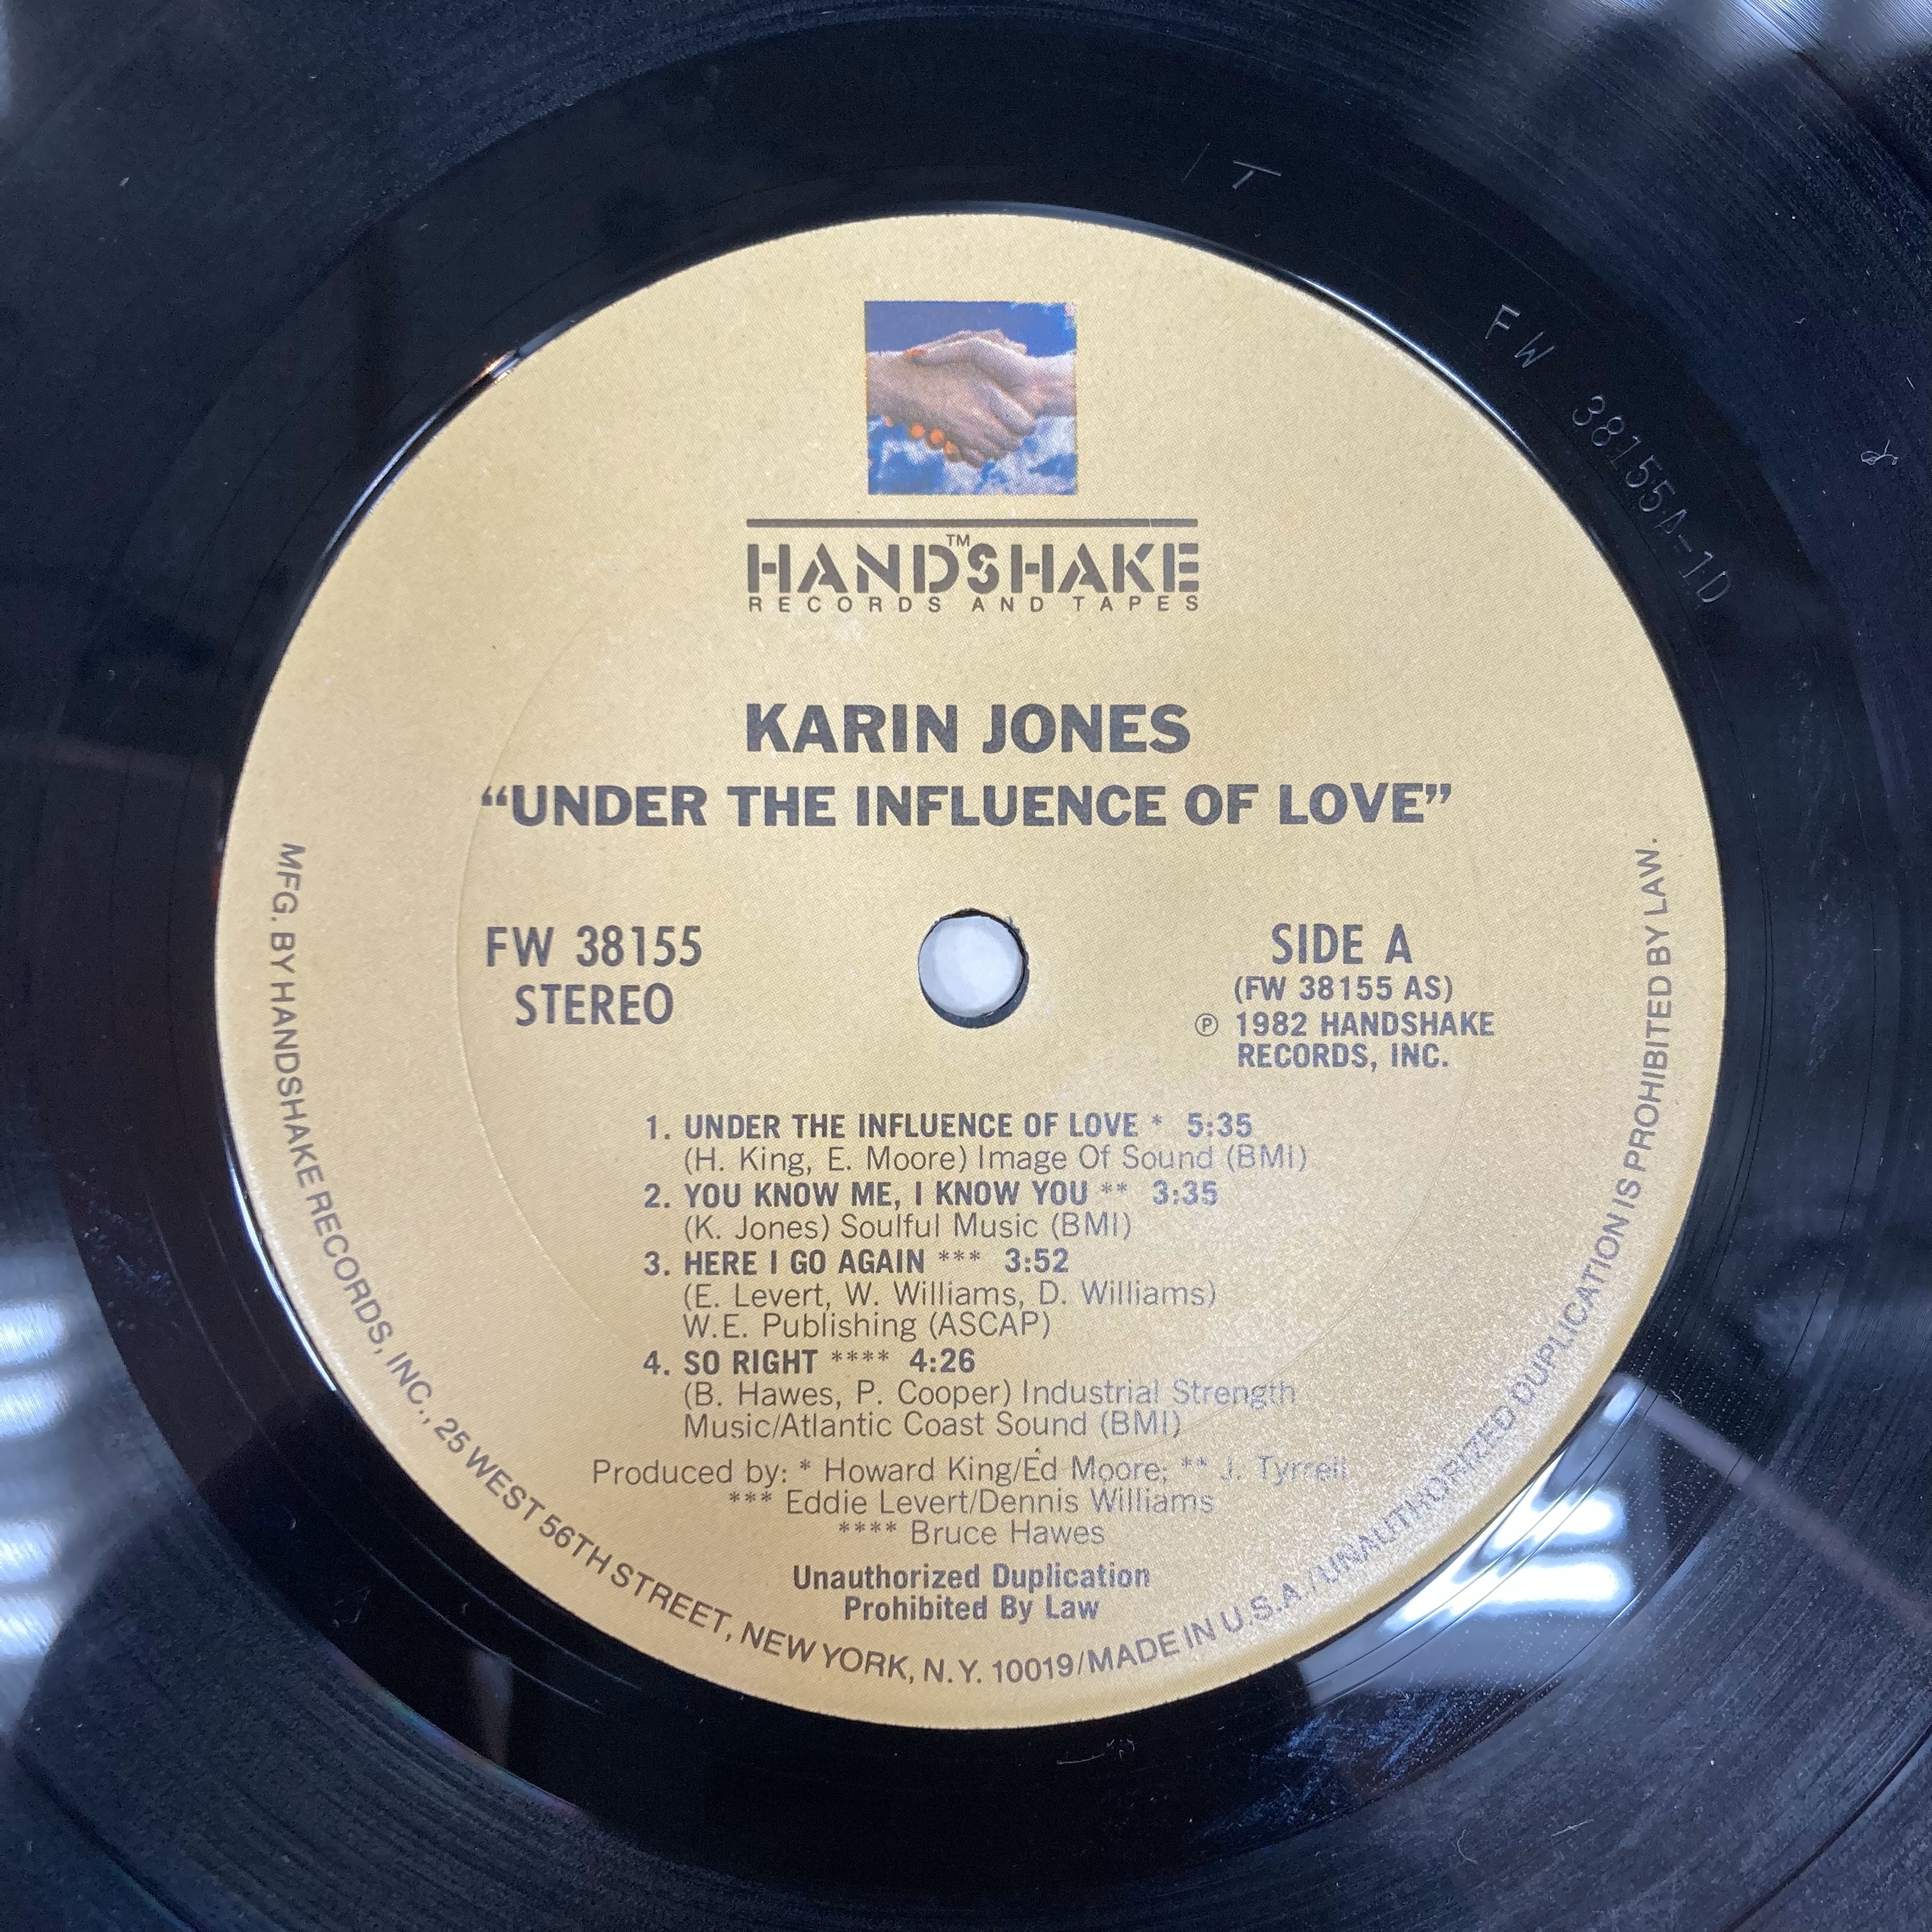 T
FW 38155A-1D
HANDSHAKE™
RECORDS AND TAPES
KARIN JONES
“UNDER THE INFLUENCE OF LOVE”
FW 38155
STEREO
SIDE A
(FW 38155 AS)
℗ 1982 HANDSHAKE
RECORDS, INC.
1. UNDER THE INFLUENCE OF LOVE * 5:35
(H. King, E. Moore) Image Of Sound (BMI)
2. YOU KNOW ME, I KNOW YOU ** 3:35
(K. Jones) Soulful Music (BMI)
3. HERE I GO AGAIN *** 3:52
(E. Levert, W. Williams, D. Williams)
W.E. Publishing (ASCAP)
4. SO RIGHT **** 4:26
(B. Hawes, P. Cooper) Industrial Strength
Music/Atlantic Coast Sound (BMI)
Produced by: * Howard King/Ed Moore; ** J. Tyrrell
*** Eddie Levert/Dennis Williams
**** Bruce Hawes
Unauthorized Duplication
Prohibited By Law
MFG. BY HANDSHAKE RECORDS, INC., 25 WEST 56TH STREET, NEW YORK, N.Y. 10019/MADE IN U.S.A./UNAUTHORIZED DUPLICATION IS PROHIBITED BY LAW.